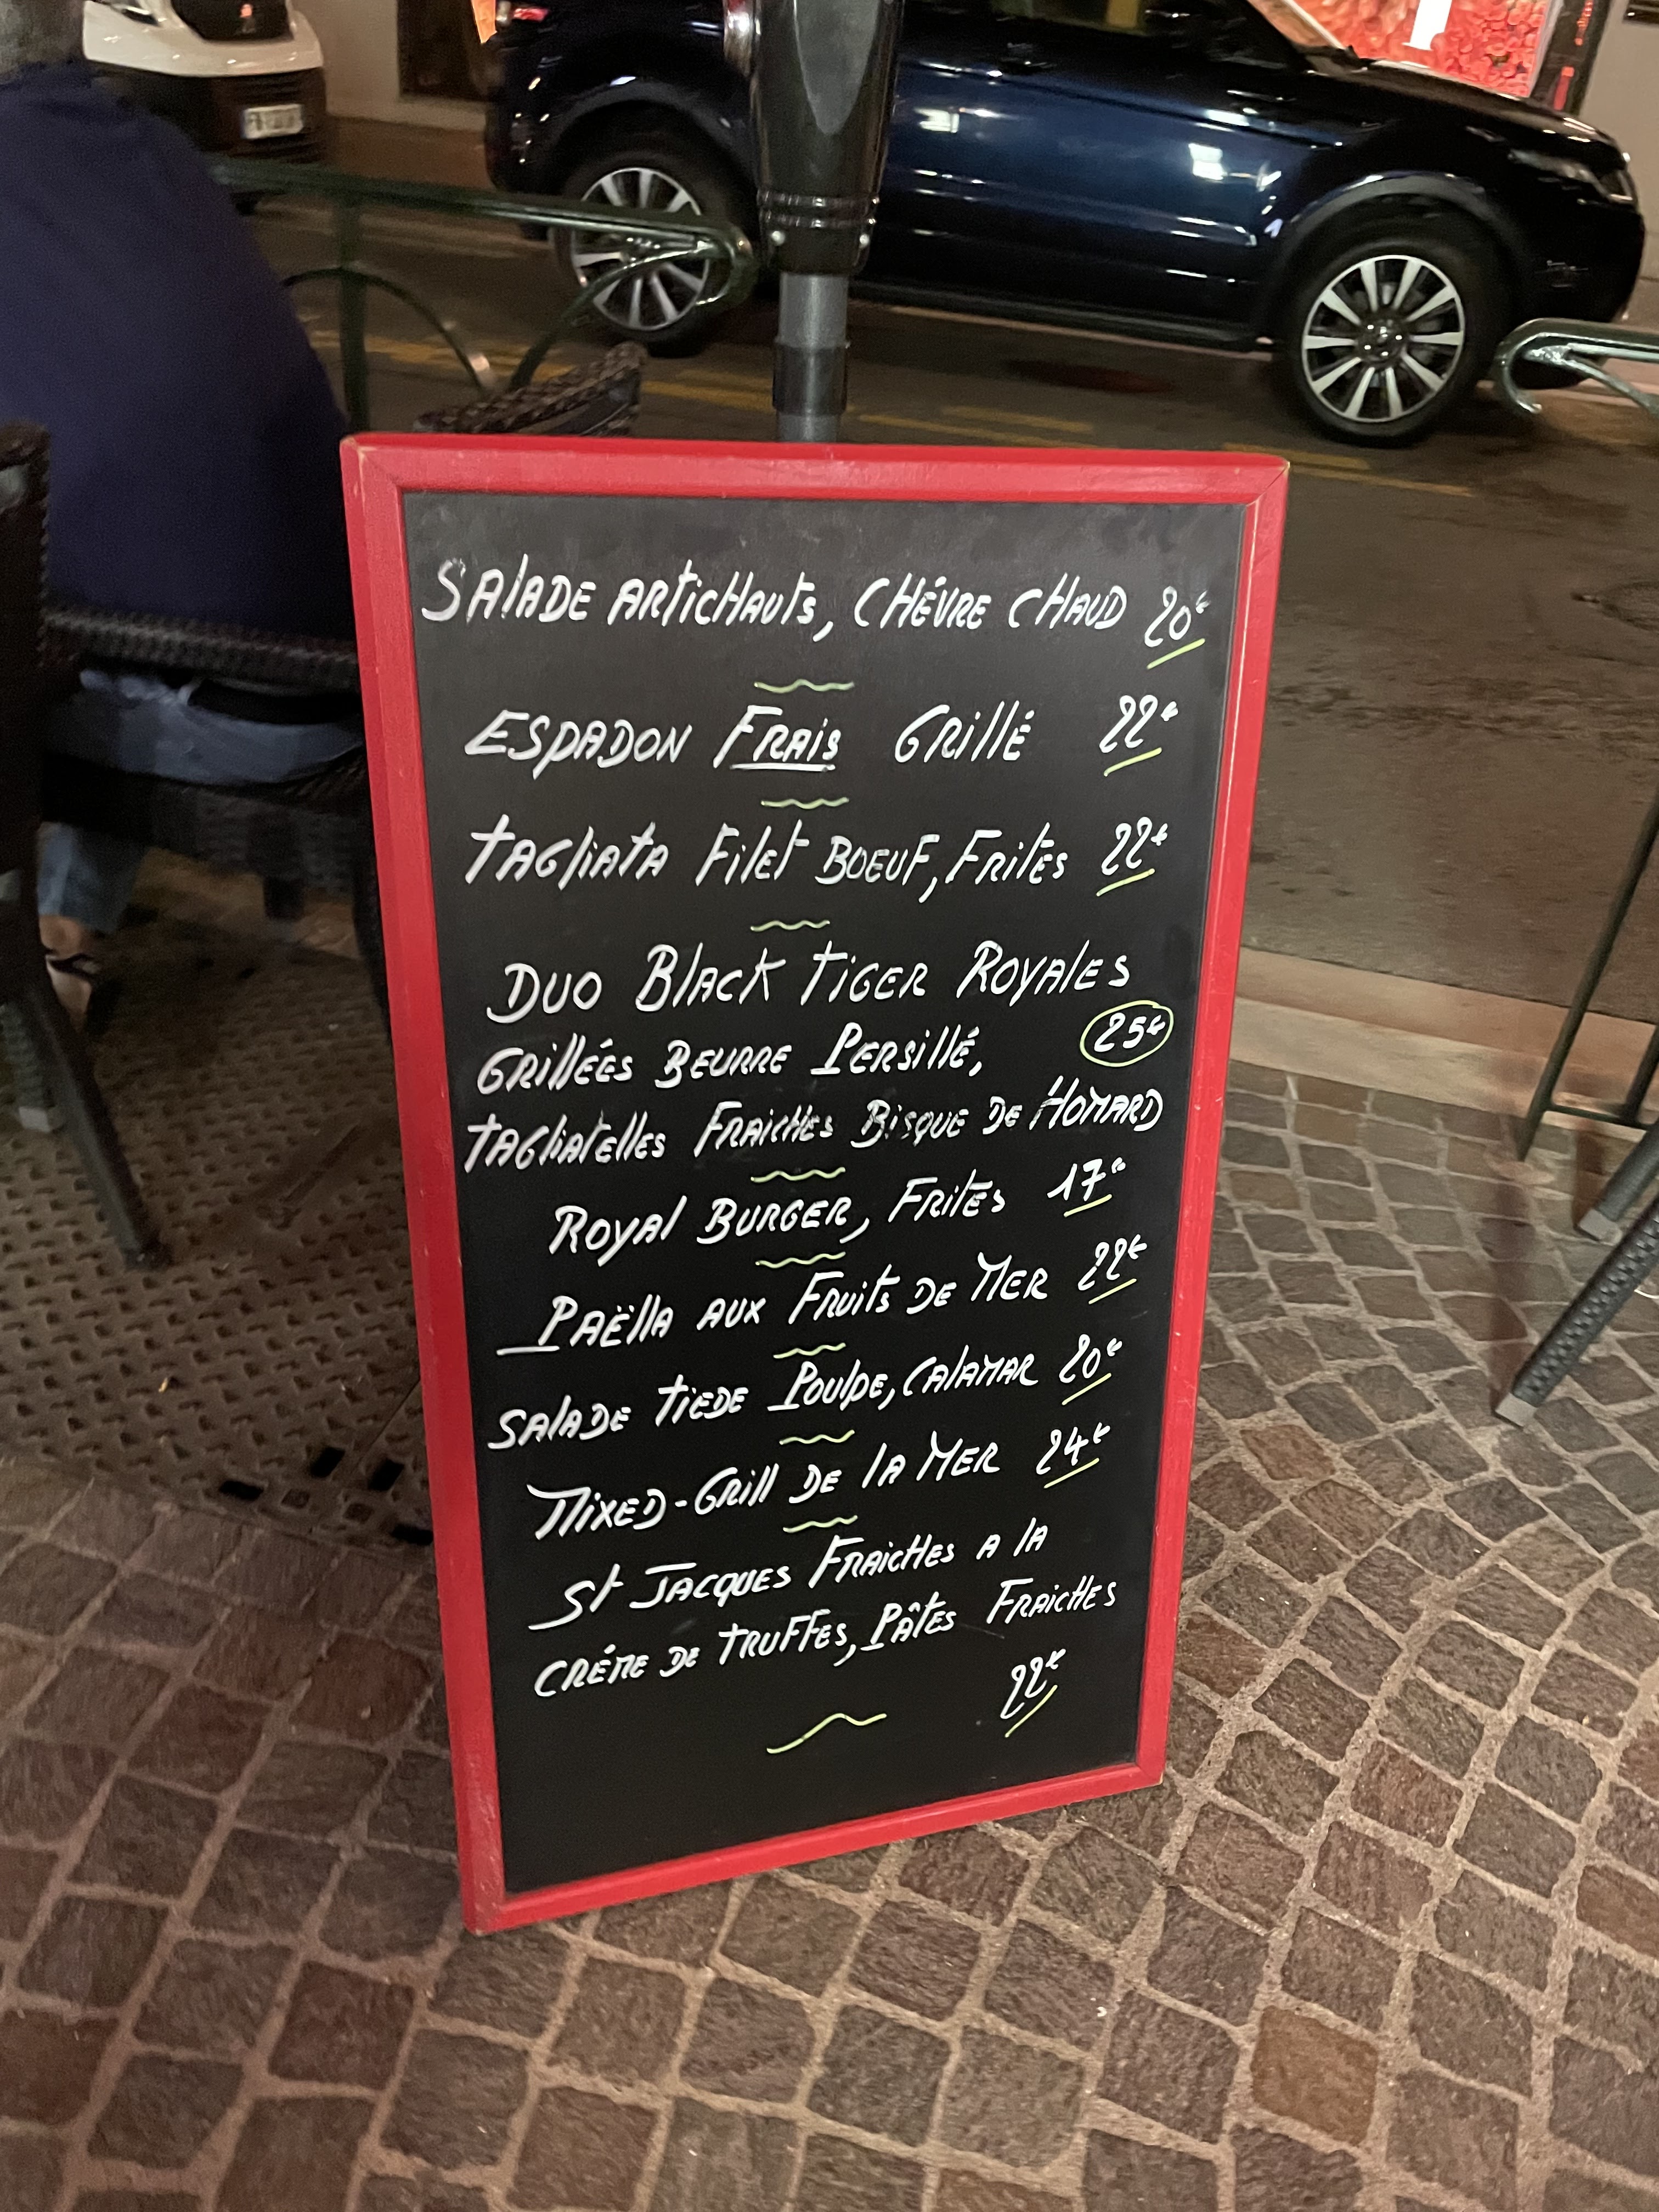 SALADE ARTICHAUTS, CHÉVRE CHAUD 20€
ESPADON FRAIS GRILLÉ 22€
TAGLIATA FILET BOEUF, FRITES 22€
DUO BLACK TIGER ROYALES
GRILLÉES BEURRE PERSILLÉ, 25€
TAGLIATELLES FRAICHES BISQUE DE HOMARD
ROYAL BURGER, FRITES 17€
PAËLLA AUX FRUITS DE MER 22€
SALADE TIEDE POULPE, CALAMAR 20€
MIXED-GRILL DE LA MER 24€
ST JACQUES FRAICHES A LA
CRÉME DE TRUFFES, PÂTES FRAICHES
22€